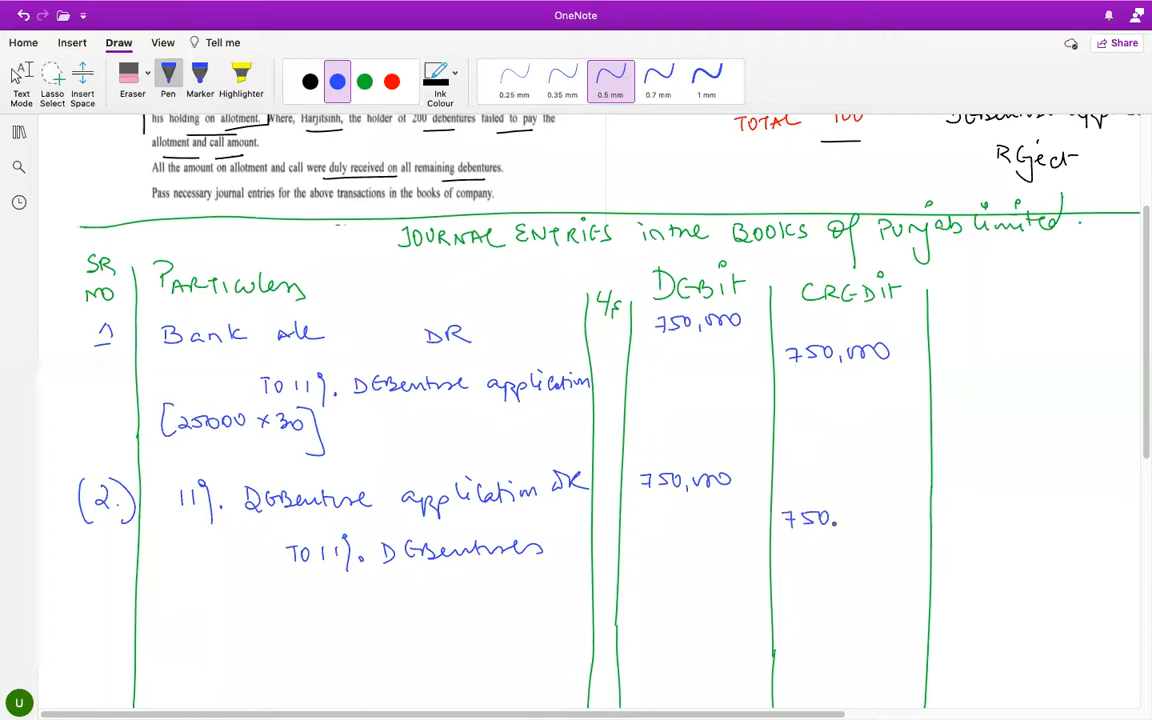 OneNote
Home Insert Draw View Tell me
Share
Text Mode
Lasso Select
Insert Space
Eraser
Pen
Marker
Highlighter
0.25 mm
0.35 mm
0.5 mm
0.7 mm
1 mm
Ink Colour
his holding on allotment. Where, Harjitsinh, the holder of 200 debentures failed to pay the
allotment and call amount.
All the amount on allotment and call were duly received on all remaining debentures.
Pass necessary journal entries for the above transactions in the books of company.
TOTAL 100
Reject
JOURNAL ENTRIES in the BOOKS of Punjab limited.
SR NO PARTICULERS L/F DEBIT CREDIT
1 Bank A/c DR 750,000
750,000
TO 11%. DEBenture application
[25000 × 30]
(2.) 11%. DEBenture application DR 750,000
750.
TO 11%. DEBentures
U